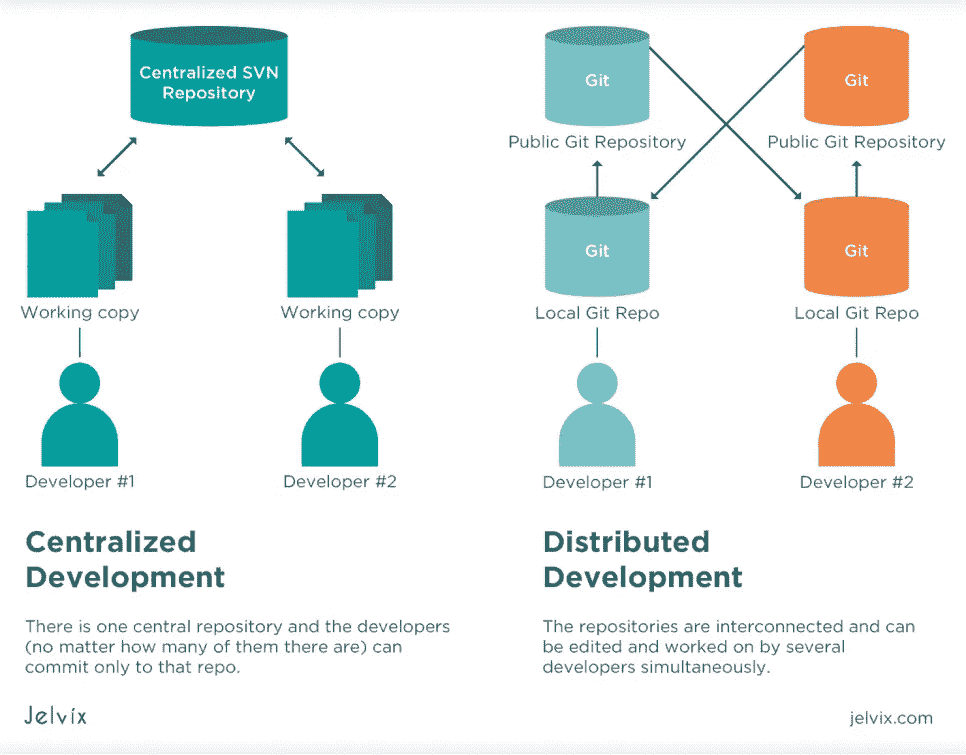 Centralized SVN
Repository
Working copy
Working copy
Developer #1
Developer #2
Centralized
Development
There is one central repository and the developers
(no matter how many of them there are) can
commit only to that repo.
Jelvix
Git
Git
Public Git Repository
Public Git Repository
Git
Git
Local Git Repo
Local Git Repo
Developer #1
Developer #2
Distributed
Development
The repositories are interconnected and can
be edited and worked on by several
developers simultaneously.
jelvix.com